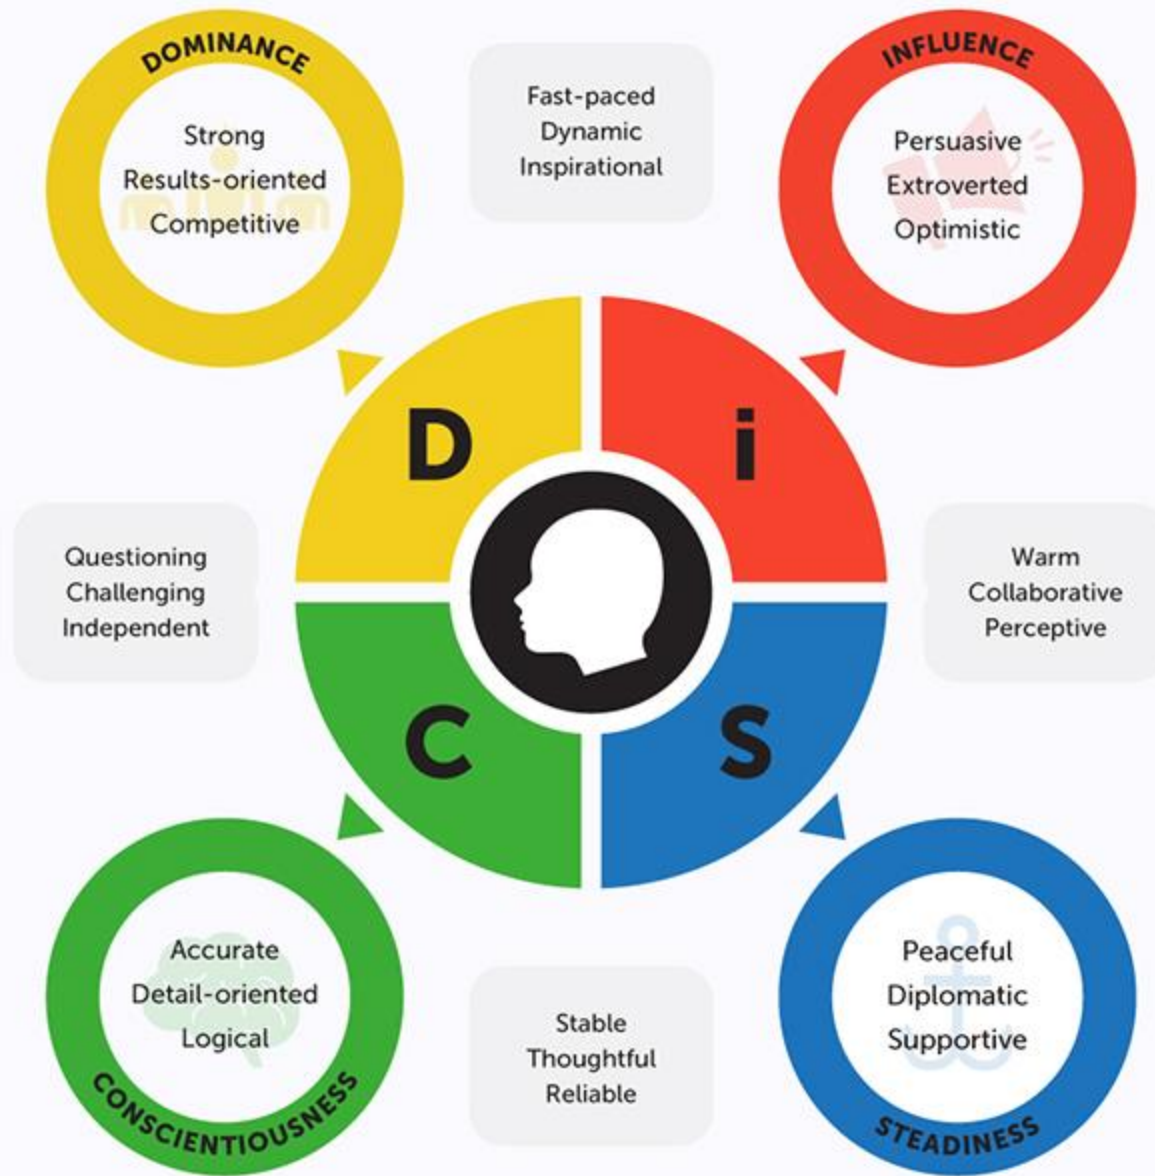 DOMINANCE
Strong
Results-oriented
Competitive
Fast-paced
Dynamic
Inspirational
INFLUENCE
Persuasive
Extroverted
Optimistic
D
i
Questioning
Challenging
Independent
Warm
Collaborative
Perceptive
C
S
Accurate
Detail-oriented
Logical
CONSCIENTIOUSNESS
Stable
Thoughtful
Reliable
Peaceful
Diplomatic
Supportive
STEADINESS